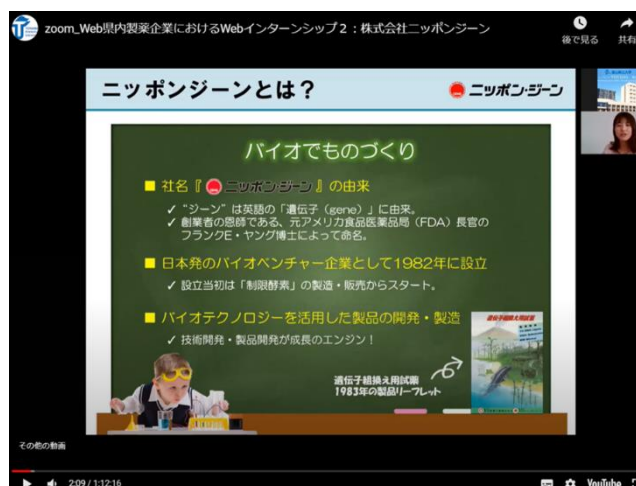 zoom_Web県内製薬企業におけるWebインターンシップ2：株式会社ニッポンジーン
後で見る
共有
ニッポンジーンとは？
ニッポン・ジーン
バイオでものづくり
■ 社名『ニッポン・ジーン』の由来
✓ “ジーン”は英語の「遺伝子（gene）」に由来。
✓ 創業者の恩師である、元アメリカ食品医薬品局（FDA）長官の
フランクE・ヤング博士によって命名。
■ 日本発のバイオベンチャー企業として1982年に設立
✓ 設立当初は「制限酵素」の製造・販売からスタート。
■ バイオテクノロジーを活用した製品の開発・製造
✓ 技術開発・製品開発が成長のエンジン！
遺伝子組換え用試薬
遺伝子組換え用試薬
1983年の製品リーフレット
その他の動画
2:09 / 1:12:16
YouTube